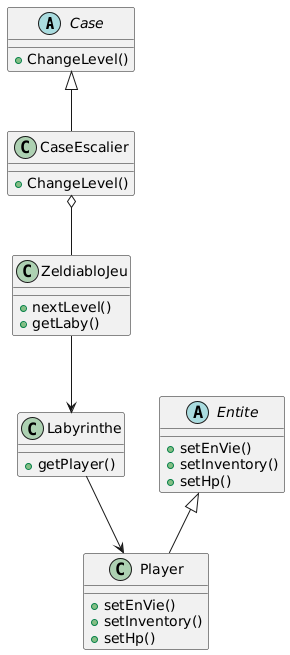 A Case
ChangeLevel()
C CaseEscalier
ChangeLevel()
C ZeldiabloJeu
nextLevel()
getLaby()
C Labyrinthe
getPlayer()
A Entite
setEnVie()
setInventory()
setHp()
C Player
setEnVie()
setInventory()
setHp()